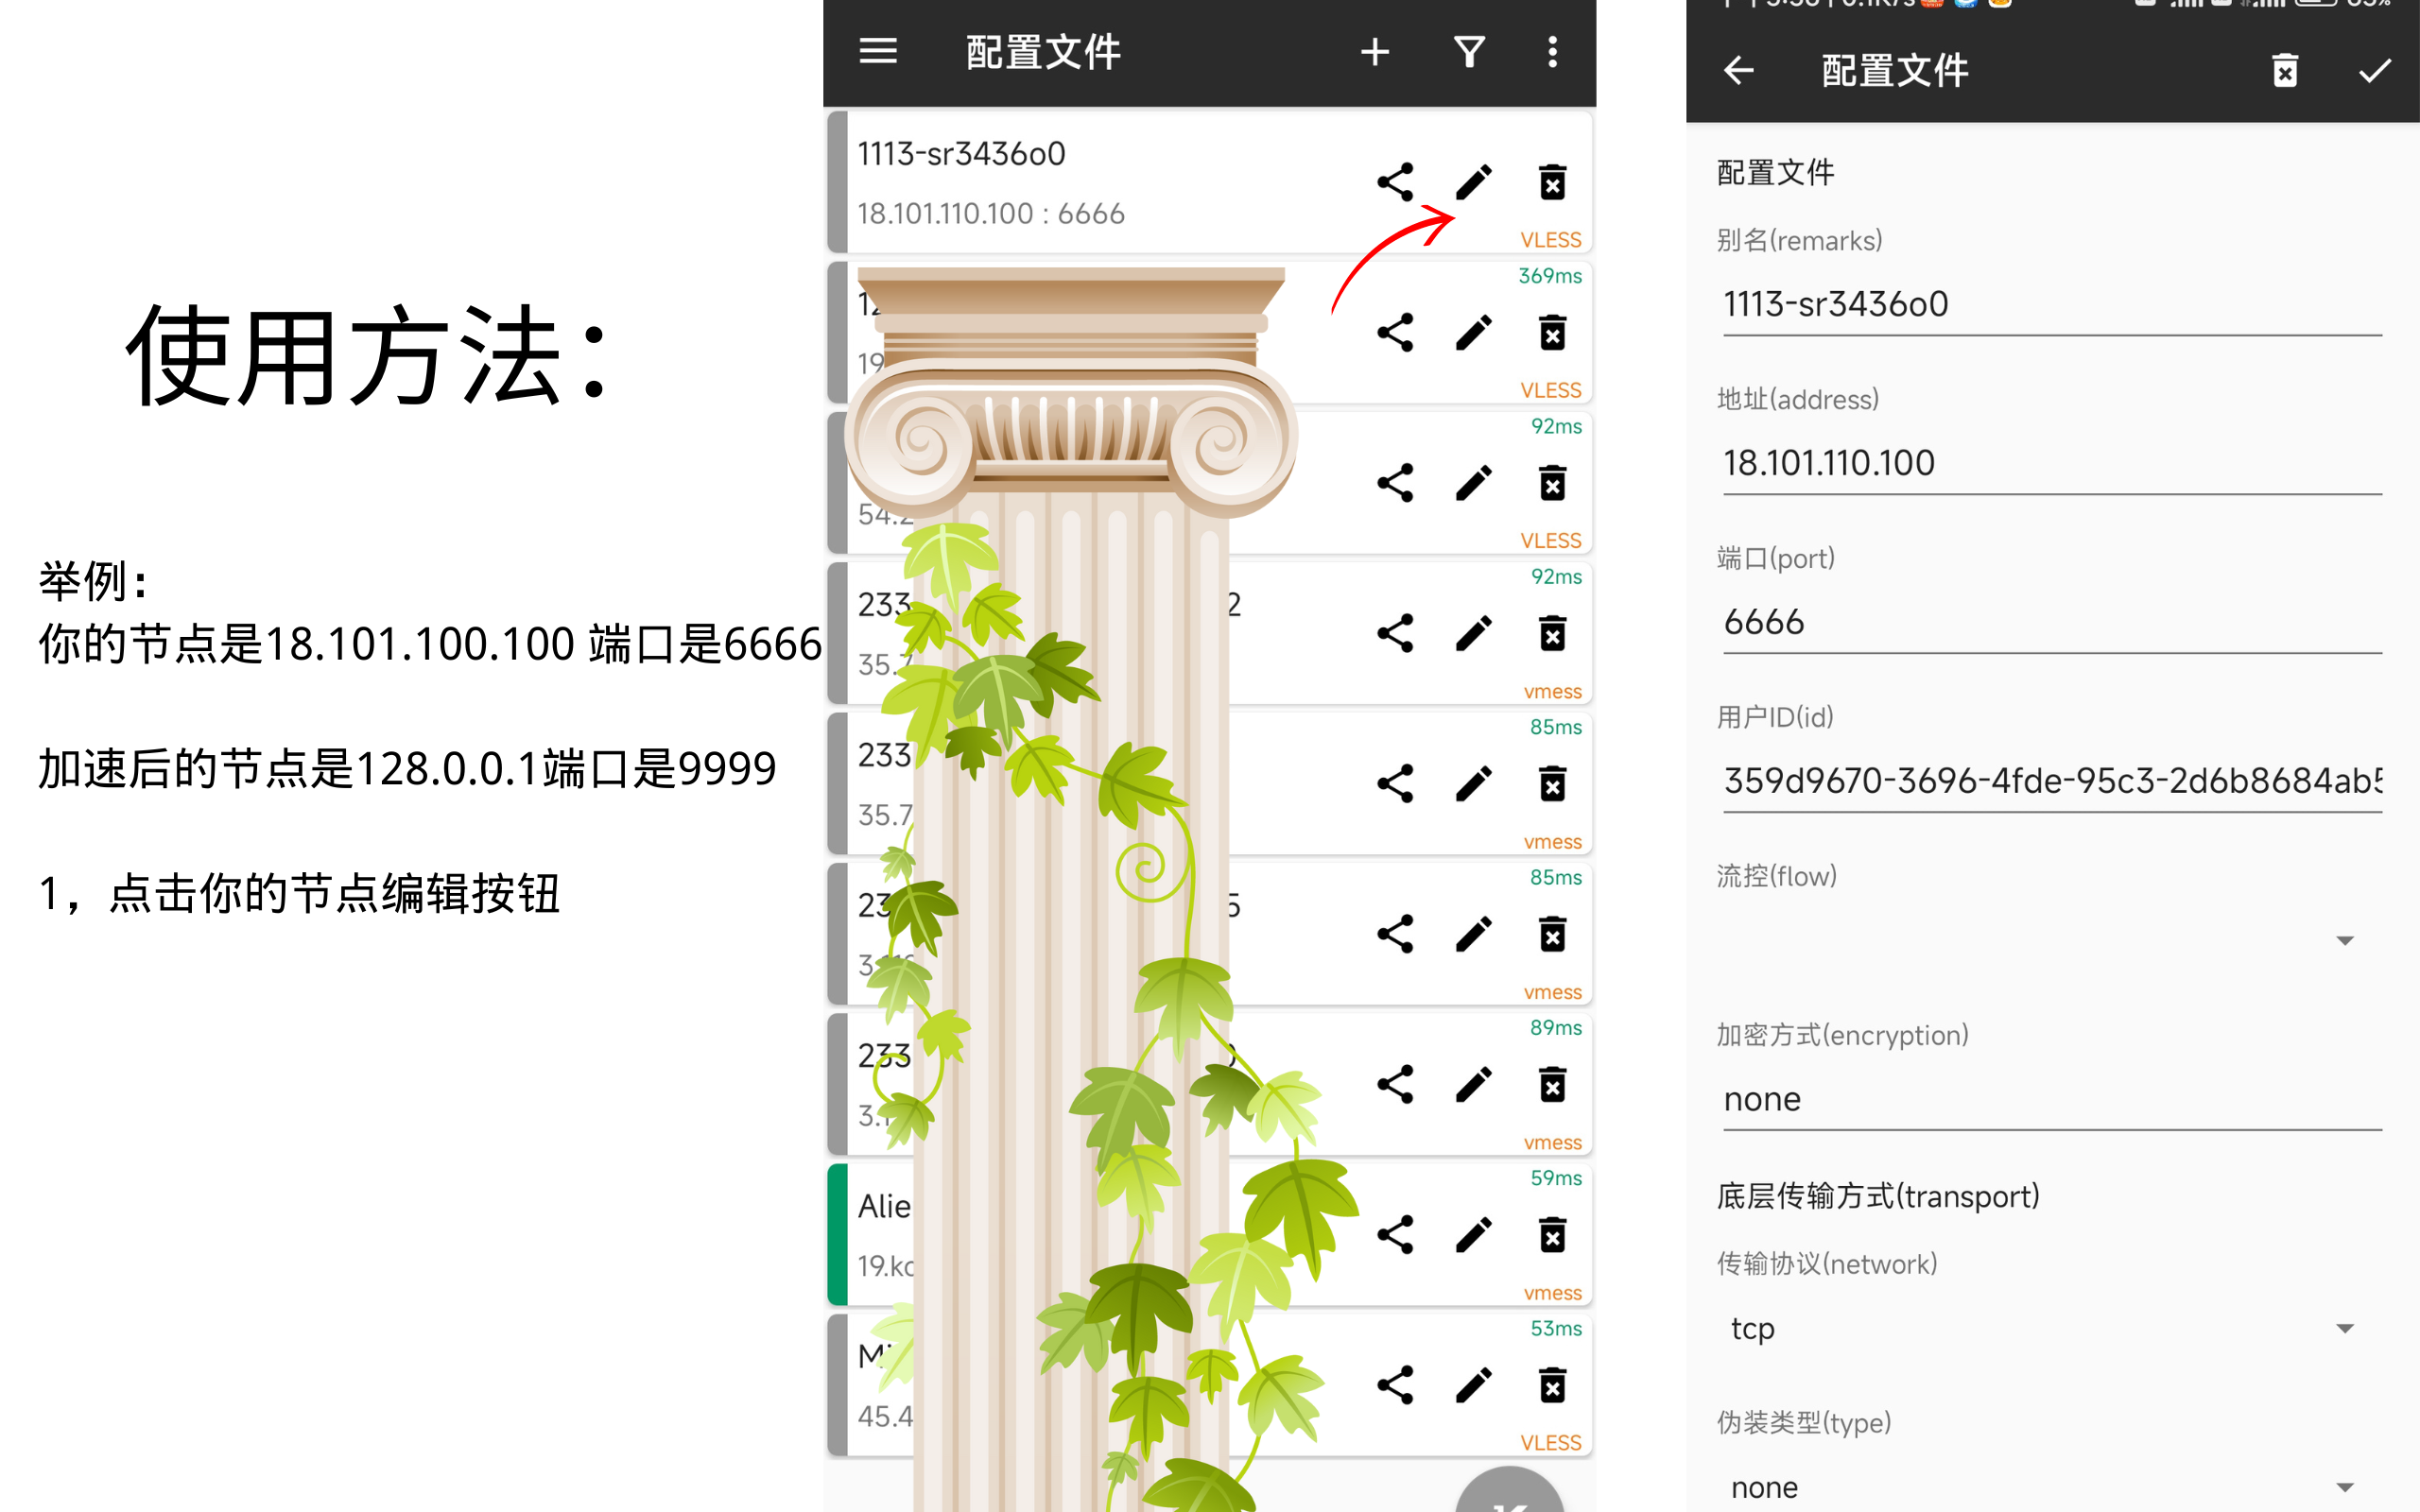 使用方法：
举例：
你的节点是18.101.100.100 端口是6666
加速后的节点是128.0.0.1端口是9999
1，点击你的节点编辑按钮
配置文件
1113-sr3436o0
18.101.110.100 : 6666
VLESS
369ms
19
VLESS
92ms
VLESS
92ms
233
2
35.7
vmess
85ms
233
35.7
vmess
85ms
23
5
vmess
89ms
233
vmess
59ms
Alie
19.kc
vmess
53ms
45.4
VLESS
配置文件
配置文件
别名(remarks)
1113-sr3436o0
地址(address)
18.101.110.100
端口(port)
6666
用户ID(id)
359d9670-3696-4fde-95c3-2d6b8684ab5
流控(flow)
加密方式(encryption)
none
底层传输方式(transport)
传输协议(network)
tcp
伪装类型(type)
none